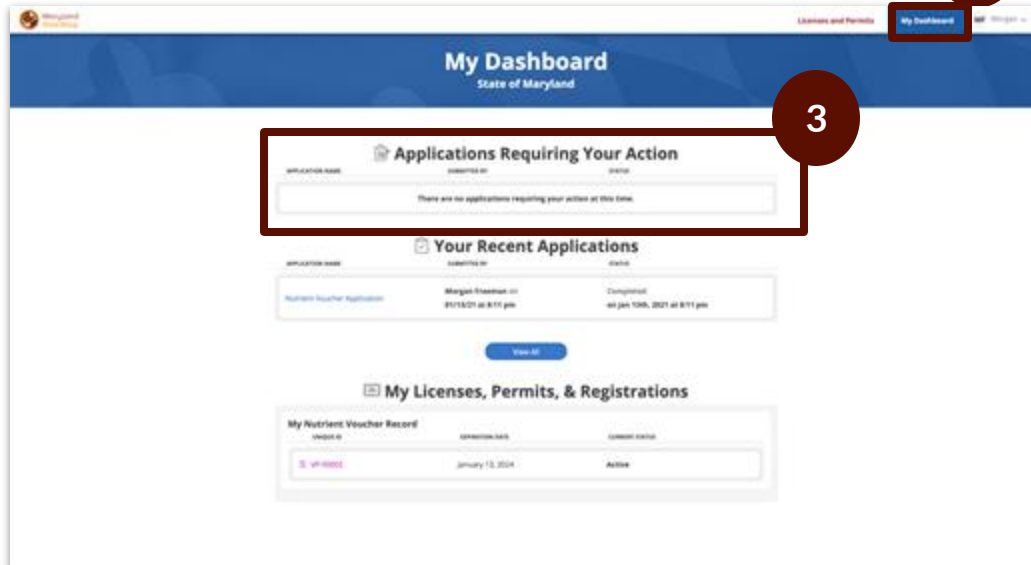 Maryland
OneStop
Licenses and Permits
My Dashboard
Morgan
My Dashboard
State of Maryland
3
Applications Requiring Your Action
APPLICATION NAME SUBMITTED BY STATUS
There are no applications requiring your action at this time.
Your Recent Applications
APPLICATION NAME SUBMITTED BY STATUS
Nutrient Voucher Application
Morgan Freeman on
01/13/21 at 8:11 pm
Completed
on Jan 13th, 2021 at 8:11 pm
View All
My Licenses, Permits, & Registrations
My Nutrient Voucher Record
UNIQUE ID EXPIRATION DATE CURRENT STATUS
January 13, 2024
Active